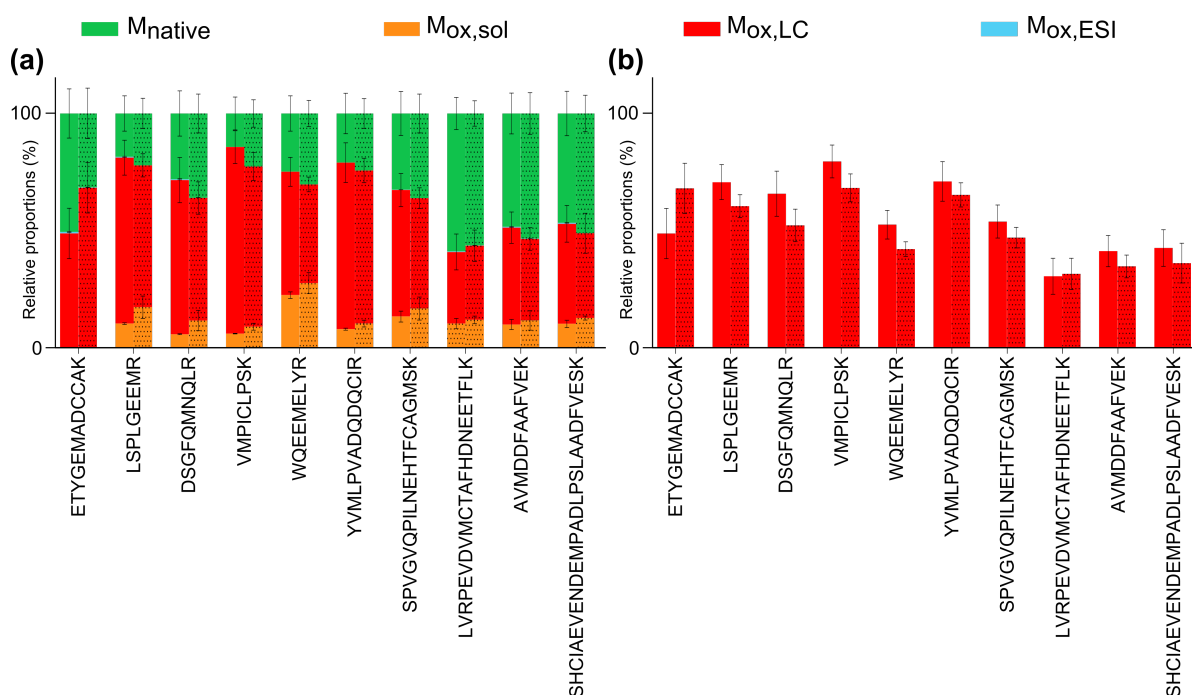 Mnative Mox,sol Mox,LC Mox,ESI
(a) (b)
Relative proportions (%)
100
0
ETYGEMADCCAK
LSPLGEEMR
DSGFQMNQLR
VMPICLPSK
WQEEMELYR
YVMLPVADQDQCIR
SPVGVQPILNEHTFCAGMSK
LVRPEVDVMCTAFHDNEETFLK
AVMDDFAAFVEK
SHCIAEVENDEMPADLPSLAADFVESK
Relative proportions (%)
100
0
ETYGEMADCCAK
LSPLGEEMR
DSGFQMNQLR
VMPICLPSK
WQEEMELYR
YVMLPVADQDQCIR
SPVGVQPILNEHTFCAGMSK
LVRPEVDVMCTAFHDNEETFLK
AVMDDFAAFVEK
SHCIAEVENDEMPADLPSLAADFVESK